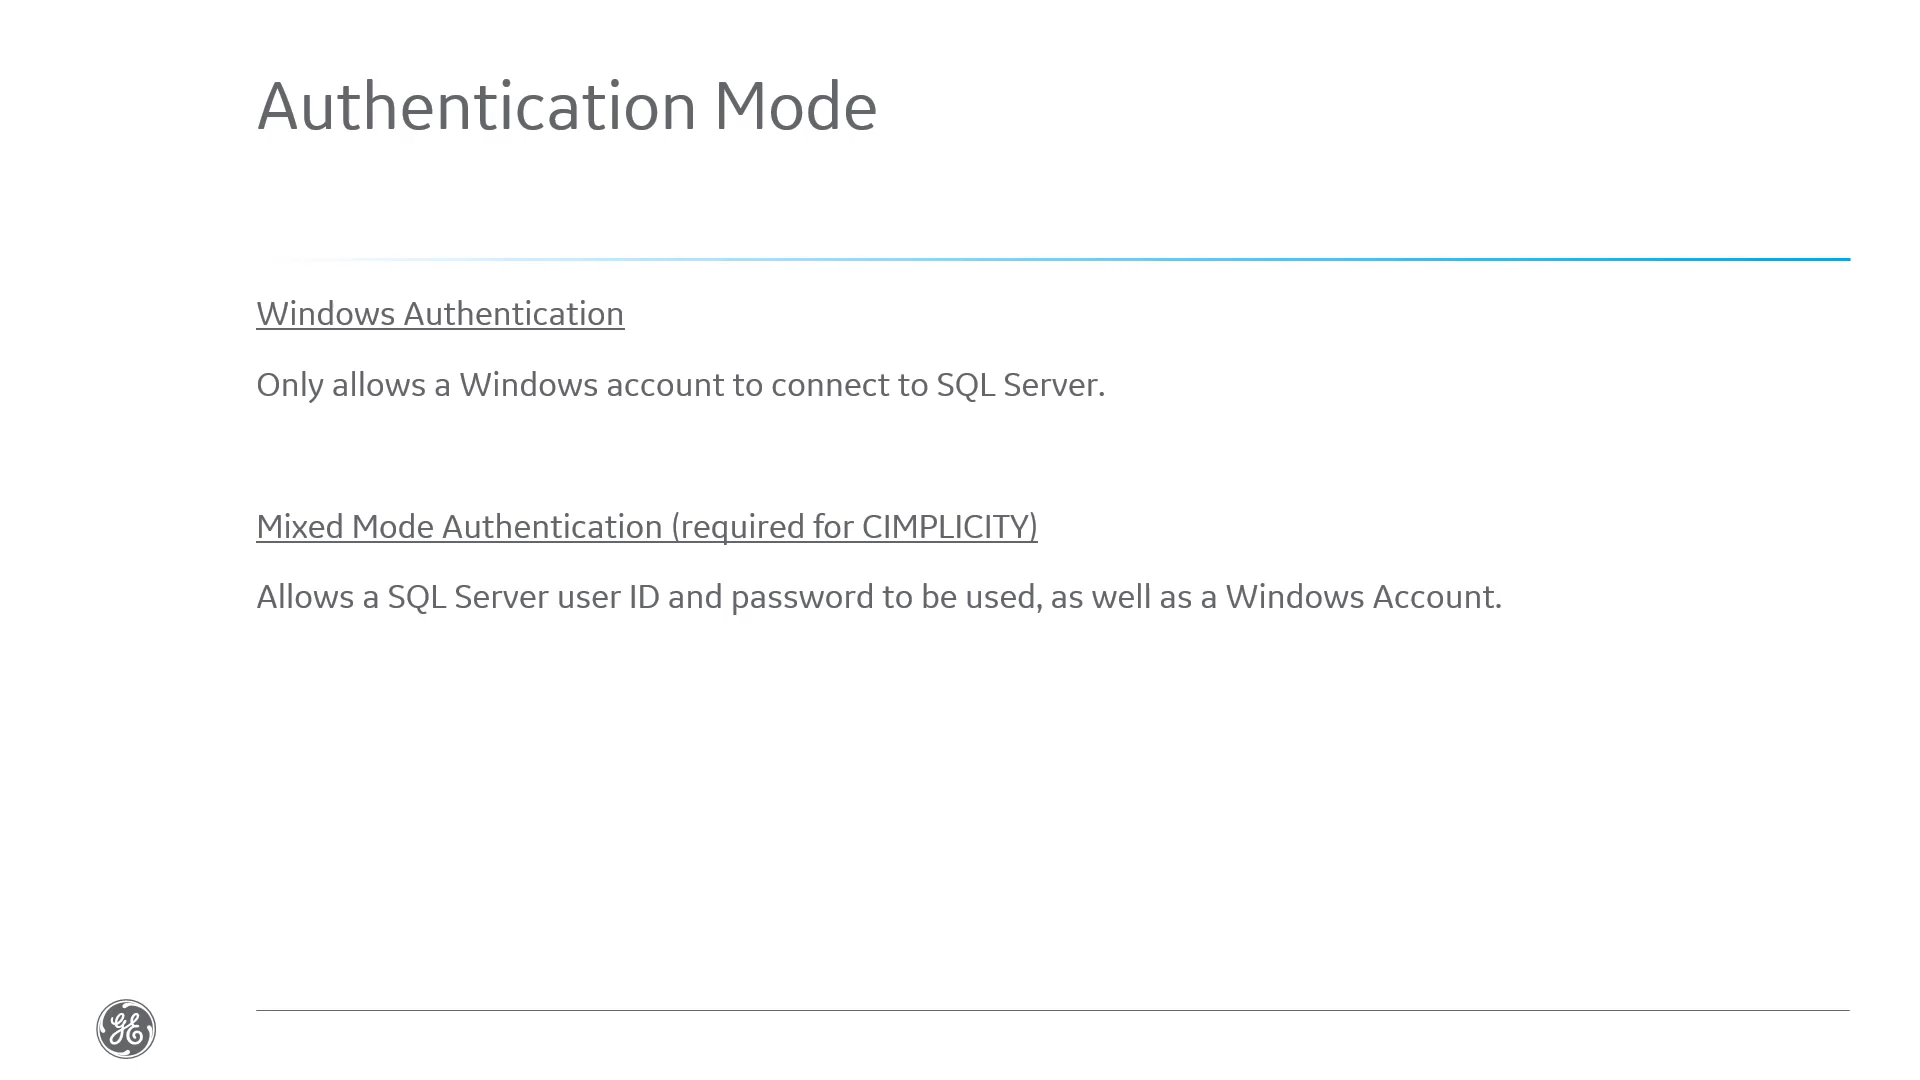 Authentication Mode
Windows Authentication
Only allows a Windows account to connect to SQL Server.
Mixed Mode Authentication (required for CIMPLICITY)
Allows a SQL Server user ID and password to be used, as well as a Windows Account.
GE